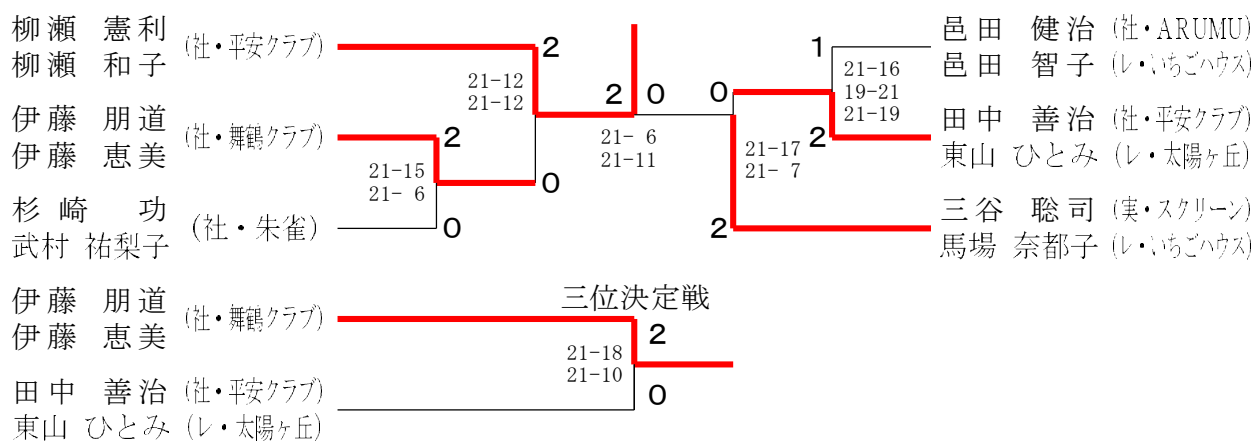 柳瀬 憲利
柳瀬 和子
(社・平安クラブ)
2
21-12
21-12
伊藤 朋道
伊藤 恵美
(社・舞鶴クラブ)
2
21-15
21- 6
0
杉崎 功
武村 祐梨子
(社・朱雀)
0
2 0
21- 6
21-11
0
1
邑田 健治 (社・ARUMU)
邑田 智子 (レ・いちごハウス)
21-16
19-21
21-19
2
田中 善治 (社・平安クラブ)
東山 ひとみ (レ・太陽ヶ丘)
21-17
21- 7
2
三谷 聡司 (実・スクリーン)
馬場 奈都子 (レ・いちごハウス)
三位決定戦
伊藤 朋道
伊藤 恵美
(社・舞鶴クラブ)
2
21-18
21-10
0
田中 善治 (社・平安クラブ)
東山 ひとみ (レ・太陽ヶ丘)